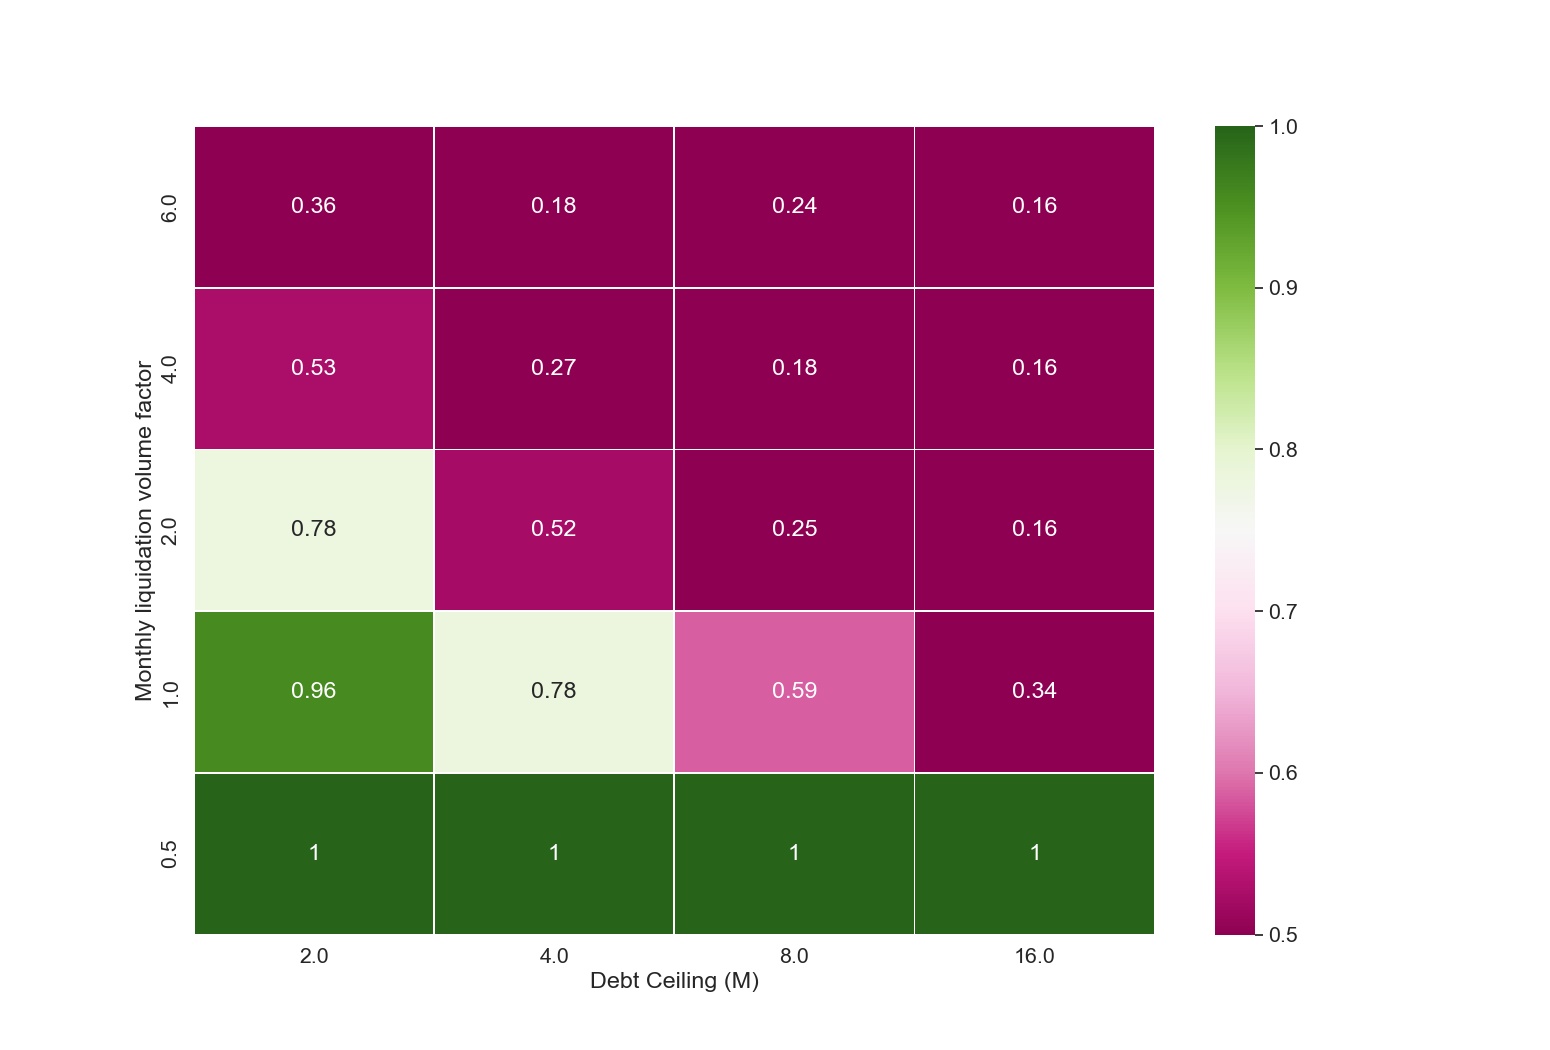 6.0 0.36 0.18 0.24 0.16
4.0 0.53 0.27 0.18 0.16
2.0 0.78 0.52 0.25 0.16
1.0 0.96 0.78 0.59 0.34
0.5 1 1 1 1
2.0 4.0 8.0 16.0
Debt Ceiling (M)
Monthly liquidation volume factor
1.0
0.9
0.8
0.7
0.6
0.5